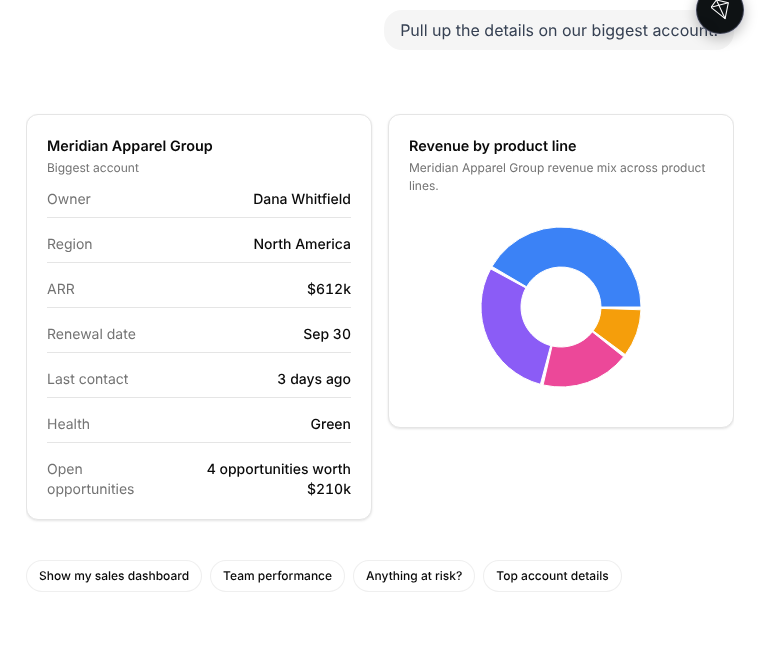 Pull up the details on our biggest account.
Meridian Apparel Group
Biggest account
Owner Dana Whitfield
Region North America
ARR $612k
Renewal date Sep 30
Last contact 3 days ago
Health Green
Open opportunities 4 opportunities worth $210k
Revenue by product line
Meridian Apparel Group revenue mix across product
lines.
Show my sales dashboard
Team performance
Anything at risk?
Top account details